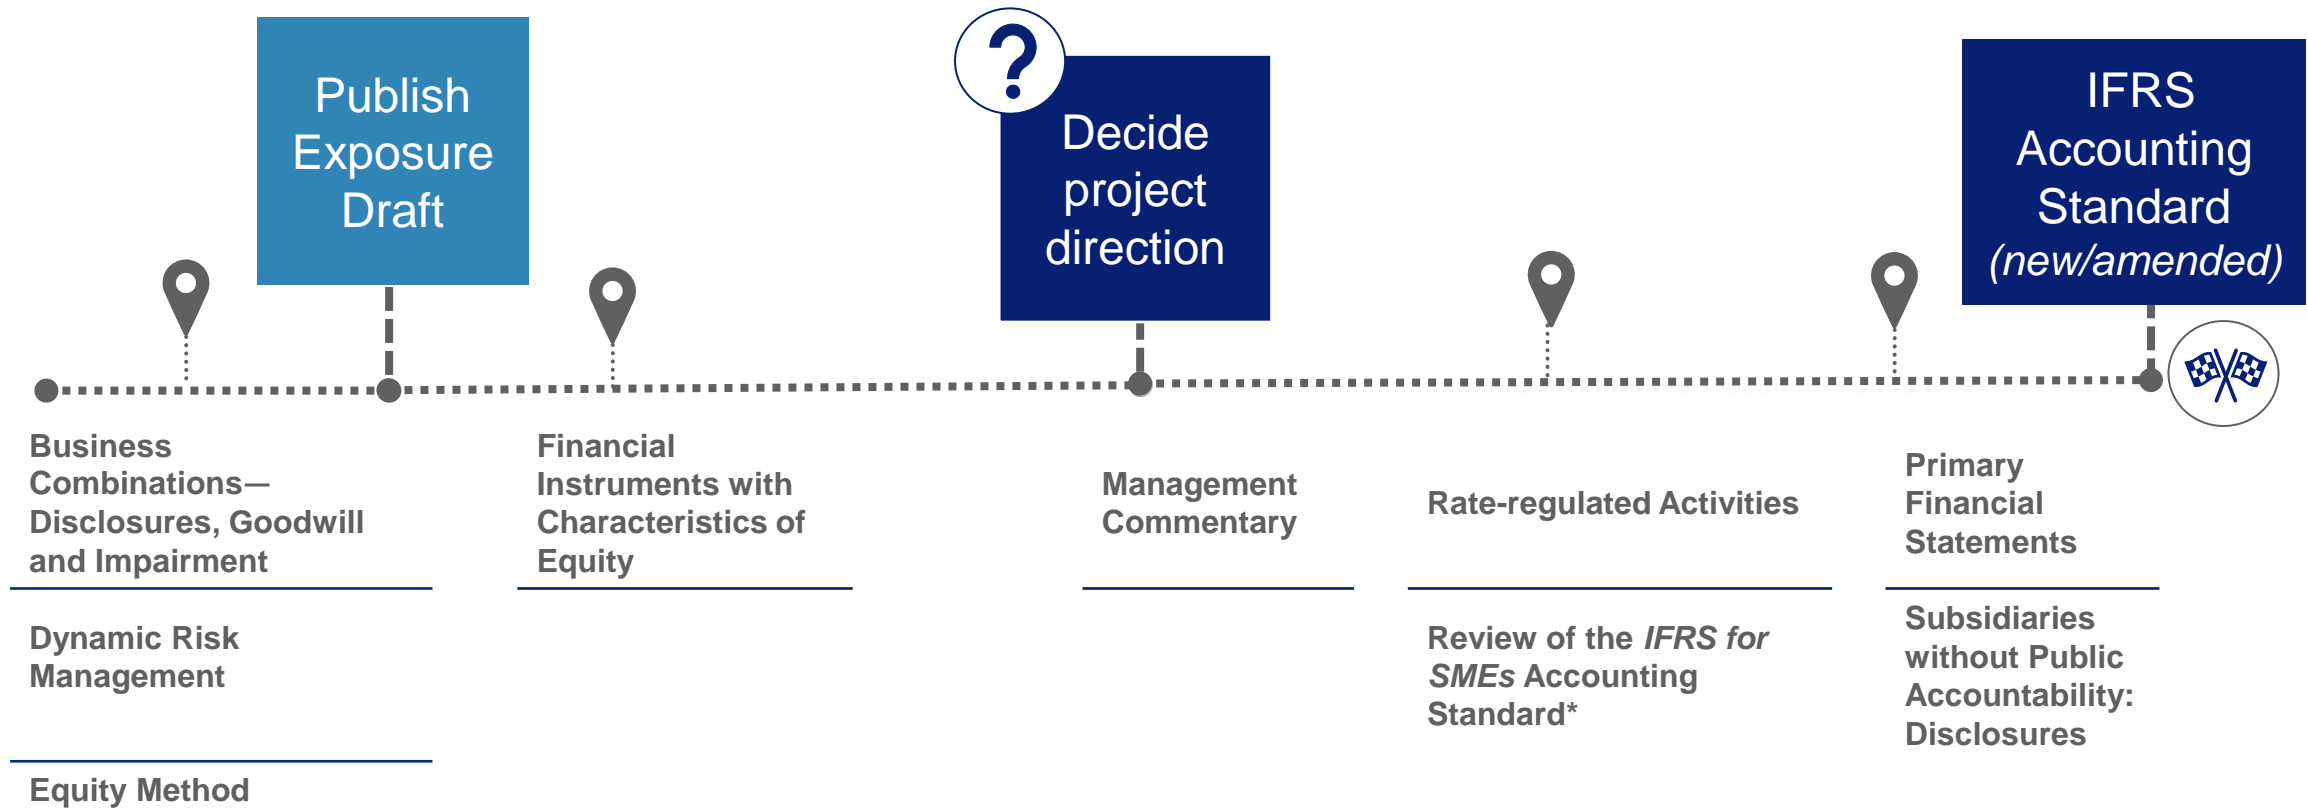 Publish
Exposure
Draft
?
Decide
project
direction
IFRS
Accounting
Standard
(new/amended)
Business
Combinations—
Disclosures, Goodwill
and Impairment
Dynamic Risk
Management
Equity Method
Financial
Instruments with
Characteristics of
Equity
Management
Commentary
Rate-regulated Activities
Review of the IFRS for
SMEs Accounting
Standard*
Primary
Financial
Statements
Subsidiaries
without Public
Accountability:
Disclosures